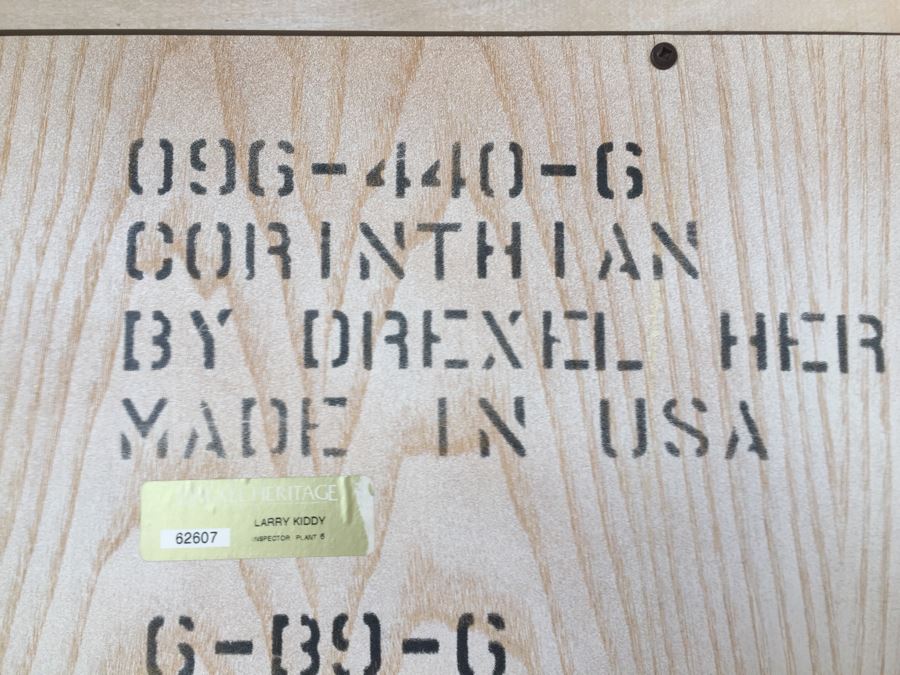 096-440-6
CORINTHIAN
BY DREXEL HER
MADE IN USA
HERITAGE
LARRY KIDDY
62607
INSPECTOR PLANT 6
6-B9-6